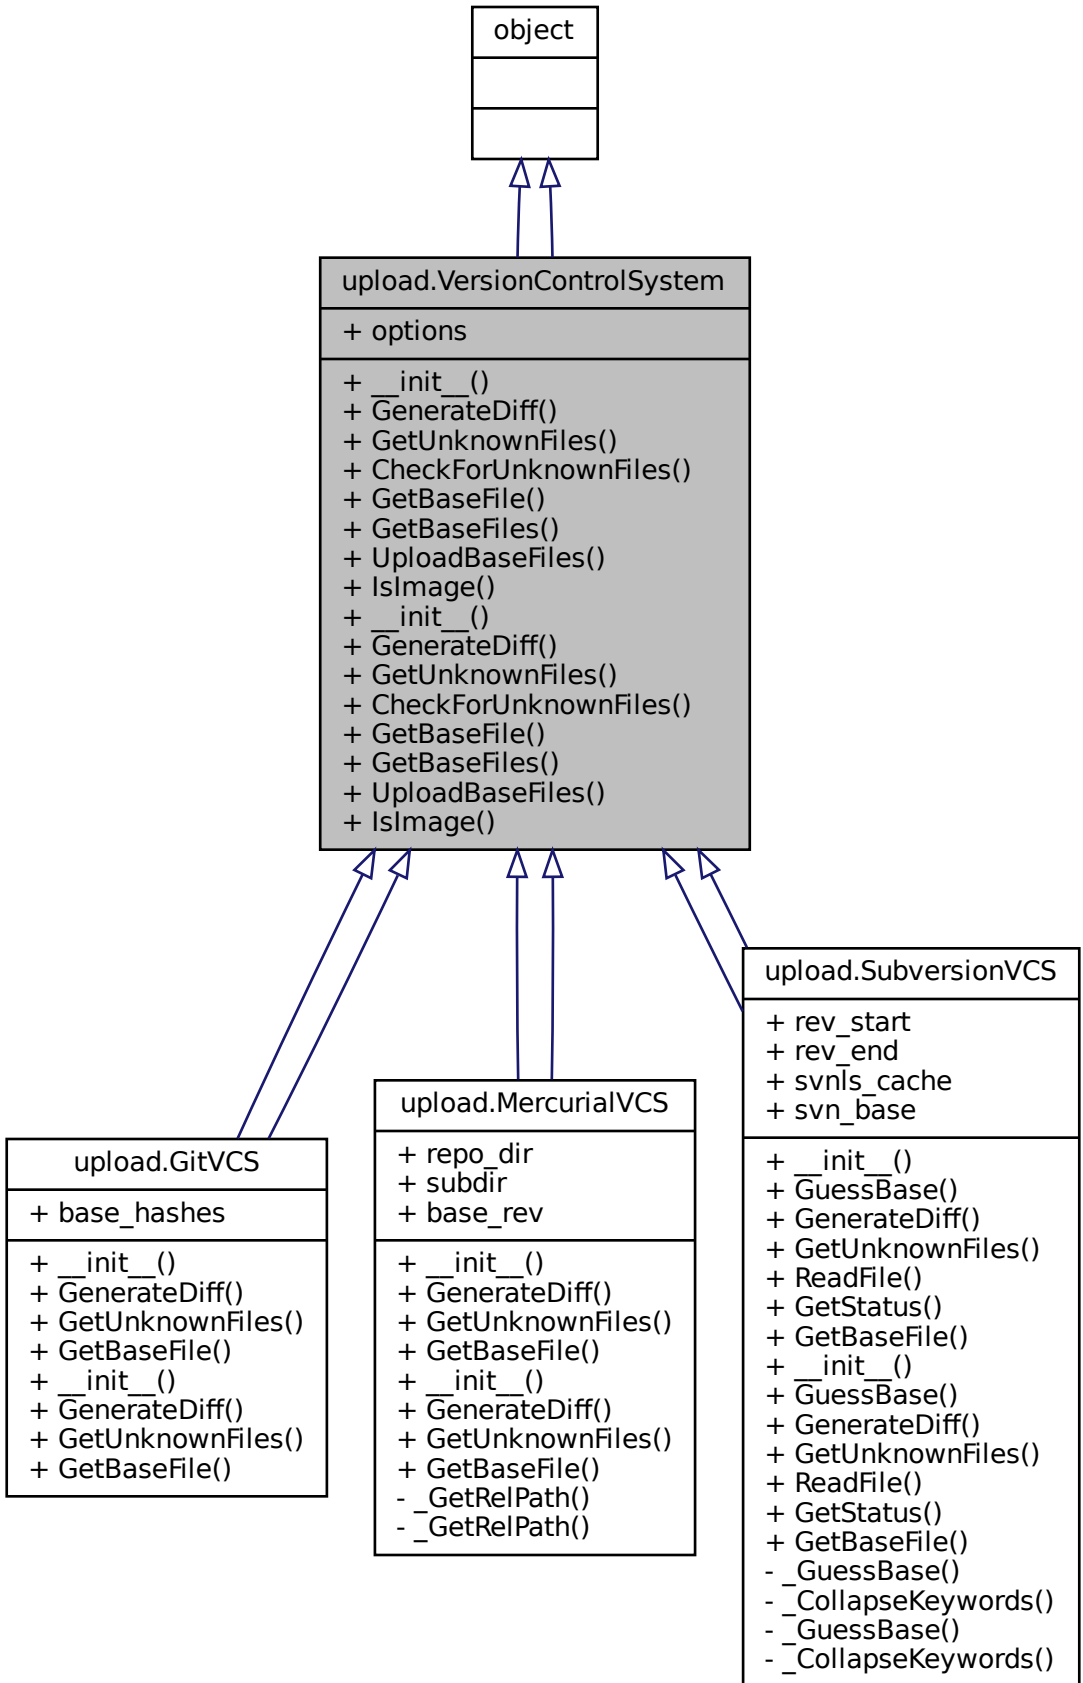 object
upload.VersionControlSystem
+ options
+ __init__()
+ GenerateDiff()
+ GetUnknownFiles()
+ CheckForUnknownFiles()
+ GetBaseFile()
+ GetBaseFiles()
+ UploadBaseFiles()
+ IsImage()
+ __init__()
+ GenerateDiff()
+ GetUnknownFiles()
+ CheckForUnknownFiles()
+ GetBaseFile()
+ GetBaseFiles()
+ UploadBaseFiles()
+ IsImage()
upload.GitVCS
+ base_hashes
+ __init__()
+ GenerateDiff()
+ GetUnknownFiles()
+ GetBaseFile()
+ __init__()
+ GenerateDiff()
+ GetUnknownFiles()
+ GetBaseFile()
upload.MercurialVCS
+ repo_dir
+ subdir
+ base_rev
+ __init__()
+ GenerateDiff()
+ GetUnknownFiles()
+ GetBaseFile()
+ __init__()
+ GenerateDiff()
+ GetUnknownFiles()
+ GetBaseFile()
- _GetRelPath()
- _GetRelPath()
upload.SubversionVCS
+ rev_start
+ rev_end
+ svnls_cache
+ svn_base
+ __init__()
+ GuessBase()
+ GenerateDiff()
+ GetUnknownFiles()
+ ReadFile()
+ GetStatus()
+ GetBaseFile()
+ __init__()
+ GuessBase()
+ GenerateDiff()
+ GetUnknownFiles()
+ ReadFile()
+ GetStatus()
+ GetBaseFile()
- _GuessBase()
- _CollapseKeywords()
- _GuessBase()
- _CollapseKeywords()